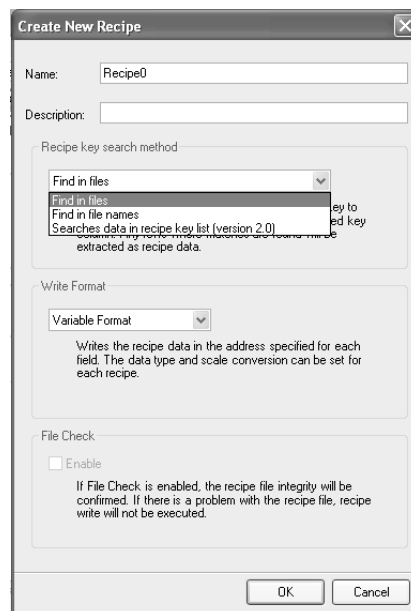 Create New Recipe
Name: Recipe0
Description:
Recipe key search method
Find in files
Find in files
Find in file names
Searches data in recipe key list (version 2.0)
key to
ed key
extracted as recipe data.
Write Format
Variable Format
Writes the recipe data in the address specified for each
field. The data type and scale conversion can be set for
each recipe.
File Check
Enable
If File Check is enabled, the recipe file integrity will be
confirmed. If there is a problem with the recipe file, recipe
write will not be executed.
OK Cancel